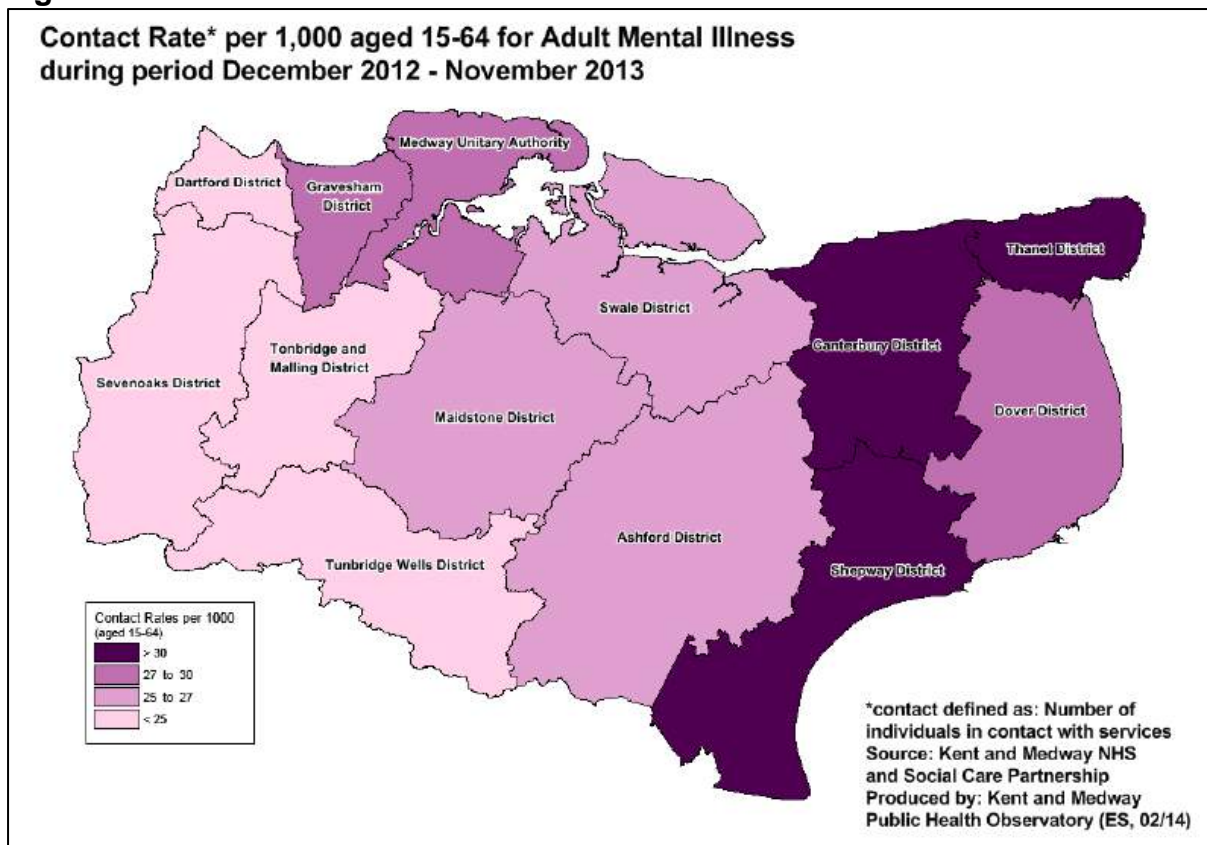 Contact Rate* per 1,000 aged 15-64 for Adult Mental Illness
during period December 2012 - November 2013
Medway Unitary Authority
Dartford District
Gravesham
District
Thanet District
Swale District
Canterbury District
Tonbridge and
Malling District
Sevenoaks District
Maidstone District
Dover District
Ashford District
Tunbridge Wells District
Shepway District
Contact Rates per 1000
(aged 15-64)
> 30
27 to 30
25 to 27
< 25
*contact defined as: Number of
individuals in contact with services
Source: Kent and Medway NHS
and Social Care Partnership
Produced by: Kent and Medway
Public Health Observatory (ES, 02/14)